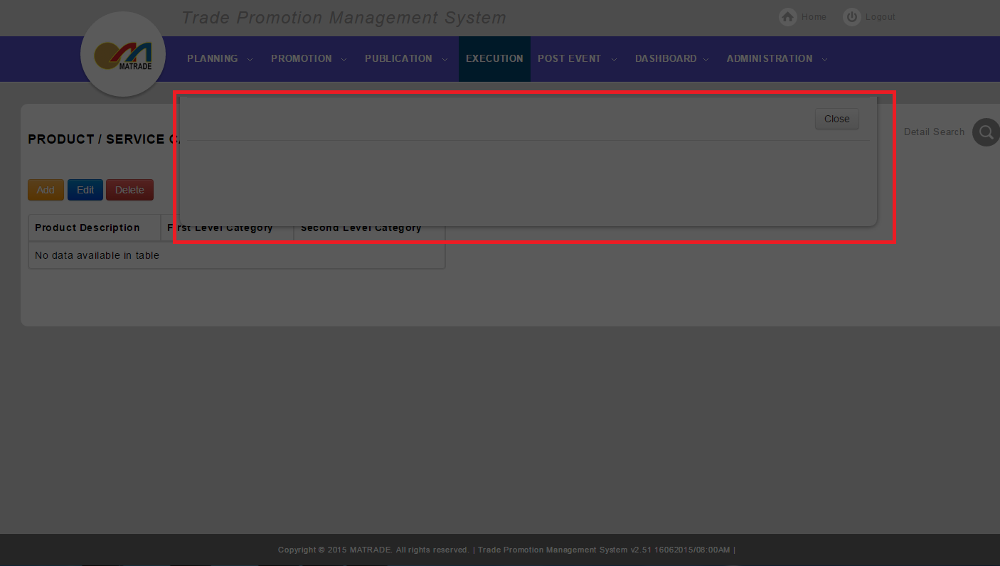 Trade Promotion Management System
Home
Logout
MATRADE
PLANNING
PROMOTION
PUBLICATION
EXECUTION
POST EVENT
DASHBOARD
ADMINISTRATION
Close
PRODUCT / SERVICE
Detail Search
Add
Edit
Delete
Product Description
First Level Category
Second Level Category
No data available in table
Copyright © 2015 MATRADE. All rights reserved. | Trade Promotion Management System v2.51 16062015/08:00AM |